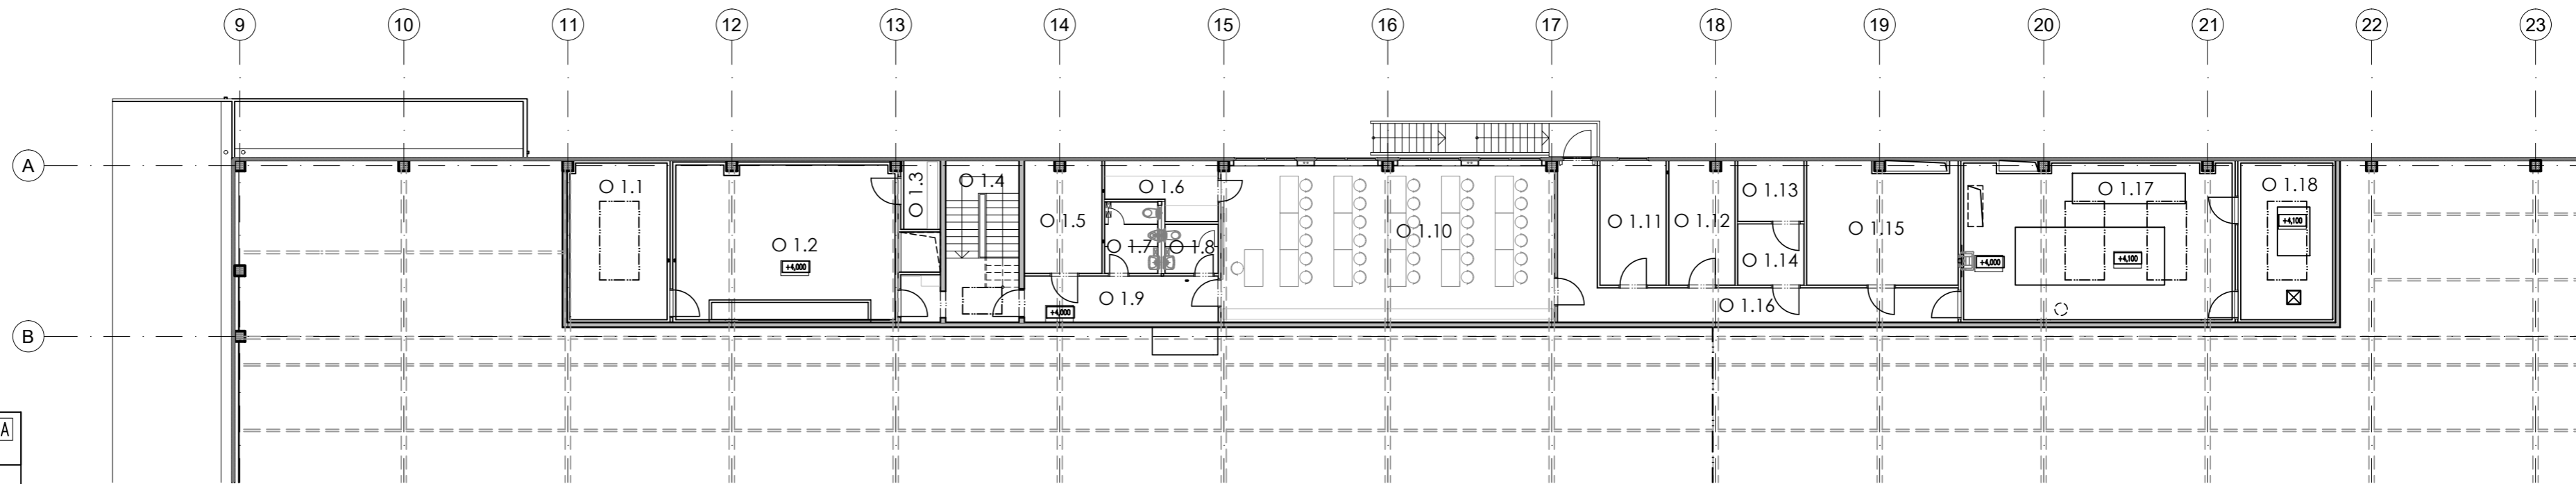 9 10 11 12 13 14 15 16 17 18 19 20 21 22 23
A
O 1.1
O 1.2
+4,000
O 1.3
O 1.4
O 1.5
O 1.6
O 1.7
O 1.8
O 1.9
+4,000
O 1.10
O 1.11
O 1.12
O 1.13
O 1.14
O 1.15
O 1.16
O 1.17
+4,000
+4,100
O 1.18
+4,100
B
A